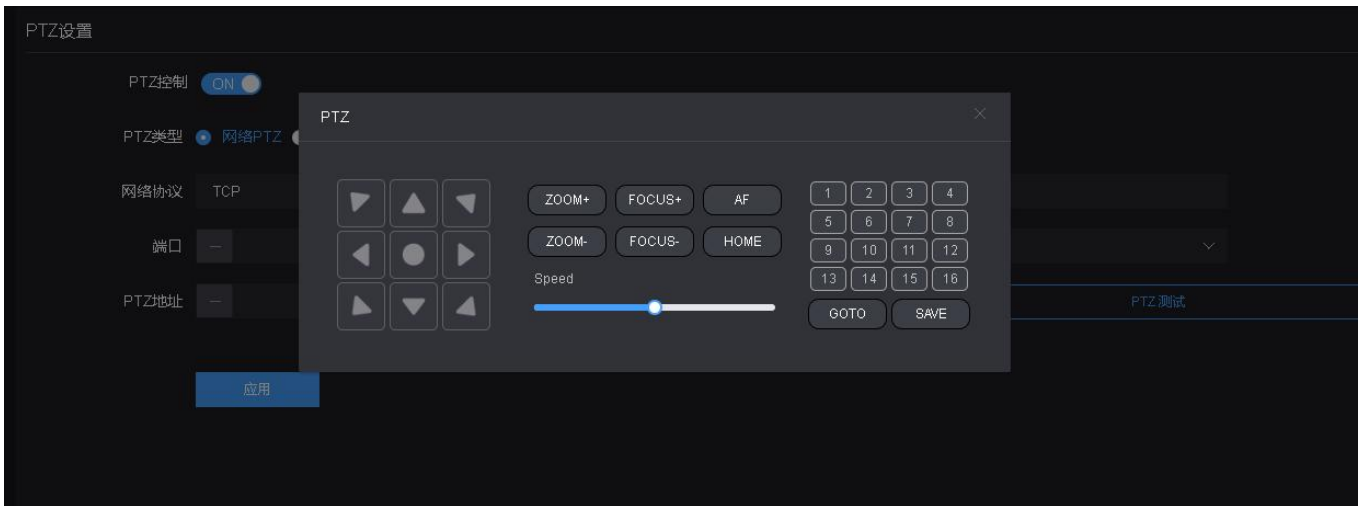 PTZ设置
PTZ控制 ON
PTZ
PTZ类型 网络PTZ
网络协议 TCP
ZOOM+ FOCUS+ AF
1 2 3 4
5 6 7 8
端口
ZOOM- FOCUS- HOME
9 10 11 12
Speed
13 14 15 16
PTZ地址
PTZ测试
GOTO SAVE
应用